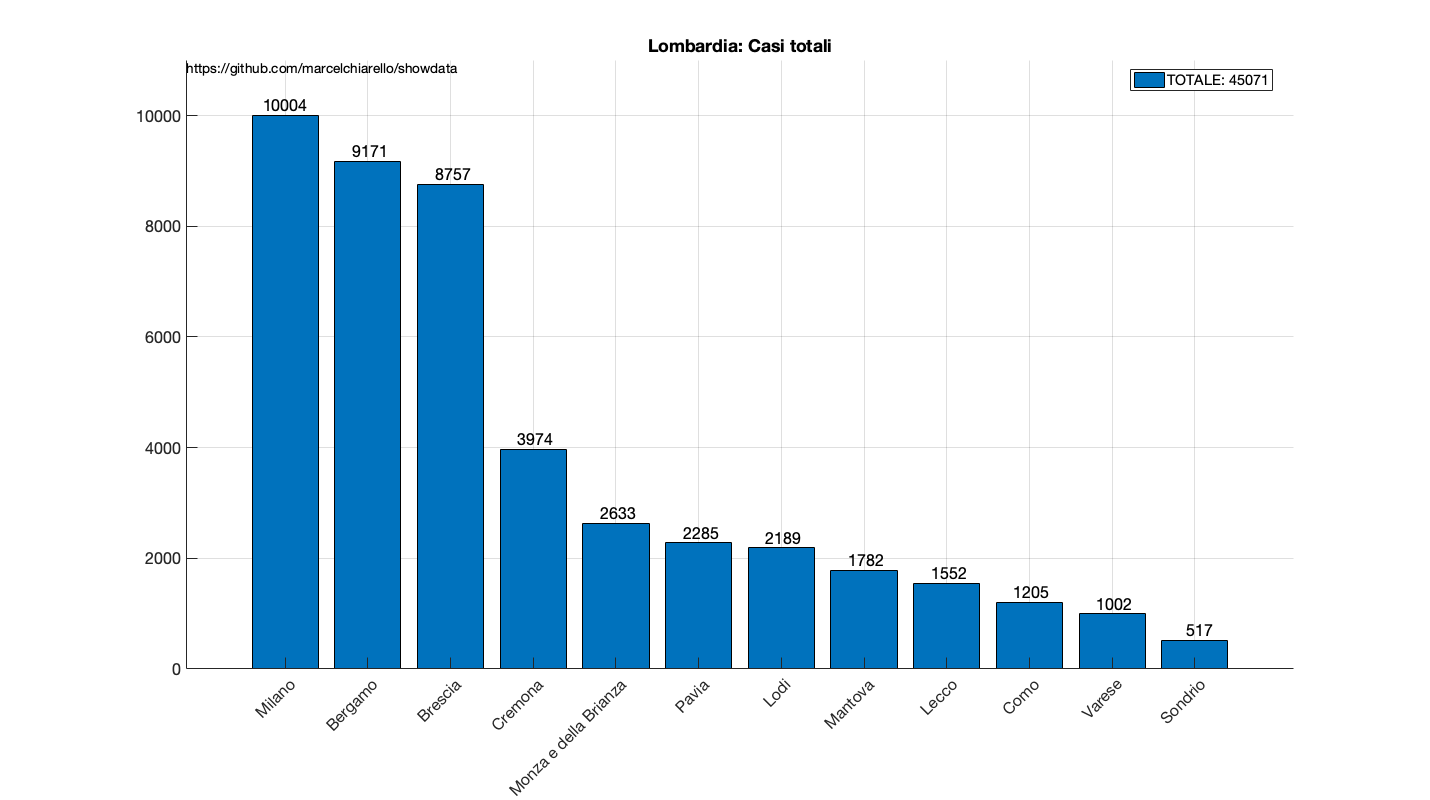 Lombardia: Casi totali
https://github.com/marcelchiarello/showdata
TOTALE: 45071
10000
8000
6000
4000
2000
0
10004
9171
8757
3974
2633
2285
2189
1782
1552
1205
1002
517
Milano
Bergamo
Brescia
Cremona
Monza e della Brianza
Pavia
Lodi
Mantova
Lecco
Como
Varese
Sondrio